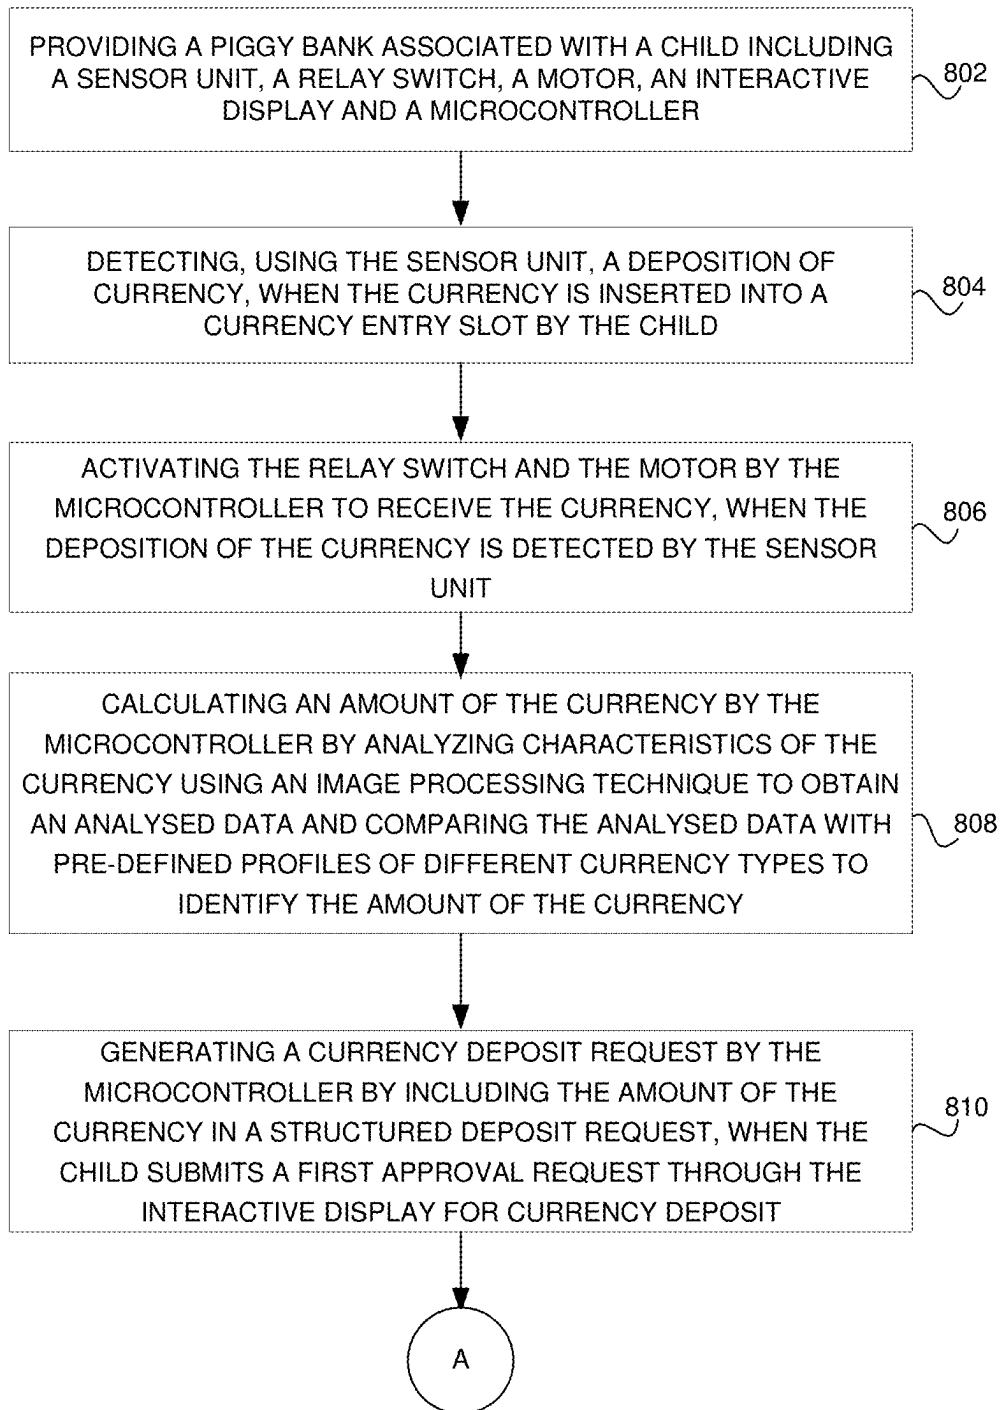 PROVIDING A PIGGY BANK ASSOCIATED WITH A CHILD INCLUDING
A SENSOR UNIT, A RELAY SWITCH, A MOTOR, AN INTERACTIVE
DISPLAY AND A MICROCONTROLLER
802
DETECTING, USING THE SENSOR UNIT, A DEPOSITION OF
CURRENCY, WHEN THE CURRENCY IS INSERTED INTO A
CURRENCY ENTRY SLOT BY THE CHILD
804
ACTIVATING THE RELAY SWITCH AND THE MOTOR BY THE
MICROCONTROLLER TO RECEIVE THE CURRENCY, WHEN THE
DEPOSITION OF THE CURRENCY IS DETECTED BY THE SENSOR
UNIT
806
CALCULATING AN AMOUNT OF THE CURRENCY BY THE
MICROCONTROLLER BY ANALYZING CHARACTERISTICS OF THE
CURRENCY USING AN IMAGE PROCESSING TECHNIQUE TO OBTAIN
AN ANALYSED DATA AND COMPARING THE ANALYSED DATA WITH
PRE-DEFINED PROFILES OF DIFFERENT CURRENCY TYPES TO
IDENTIFY THE AMOUNT OF THE CURRENCY
808
GENERATING A CURRENCY DEPOSIT REQUEST BY THE
MICROCONTROLLER BY INCLUDING THE AMOUNT OF THE
CURRENCY IN A STRUCTURED DEPOSIT REQUEST, WHEN THE
CHILD SUBMITS A FIRST APPROVAL REQUEST THROUGH THE
INTERACTIVE DISPLAY FOR CURRENCY DEPOSIT
810
A